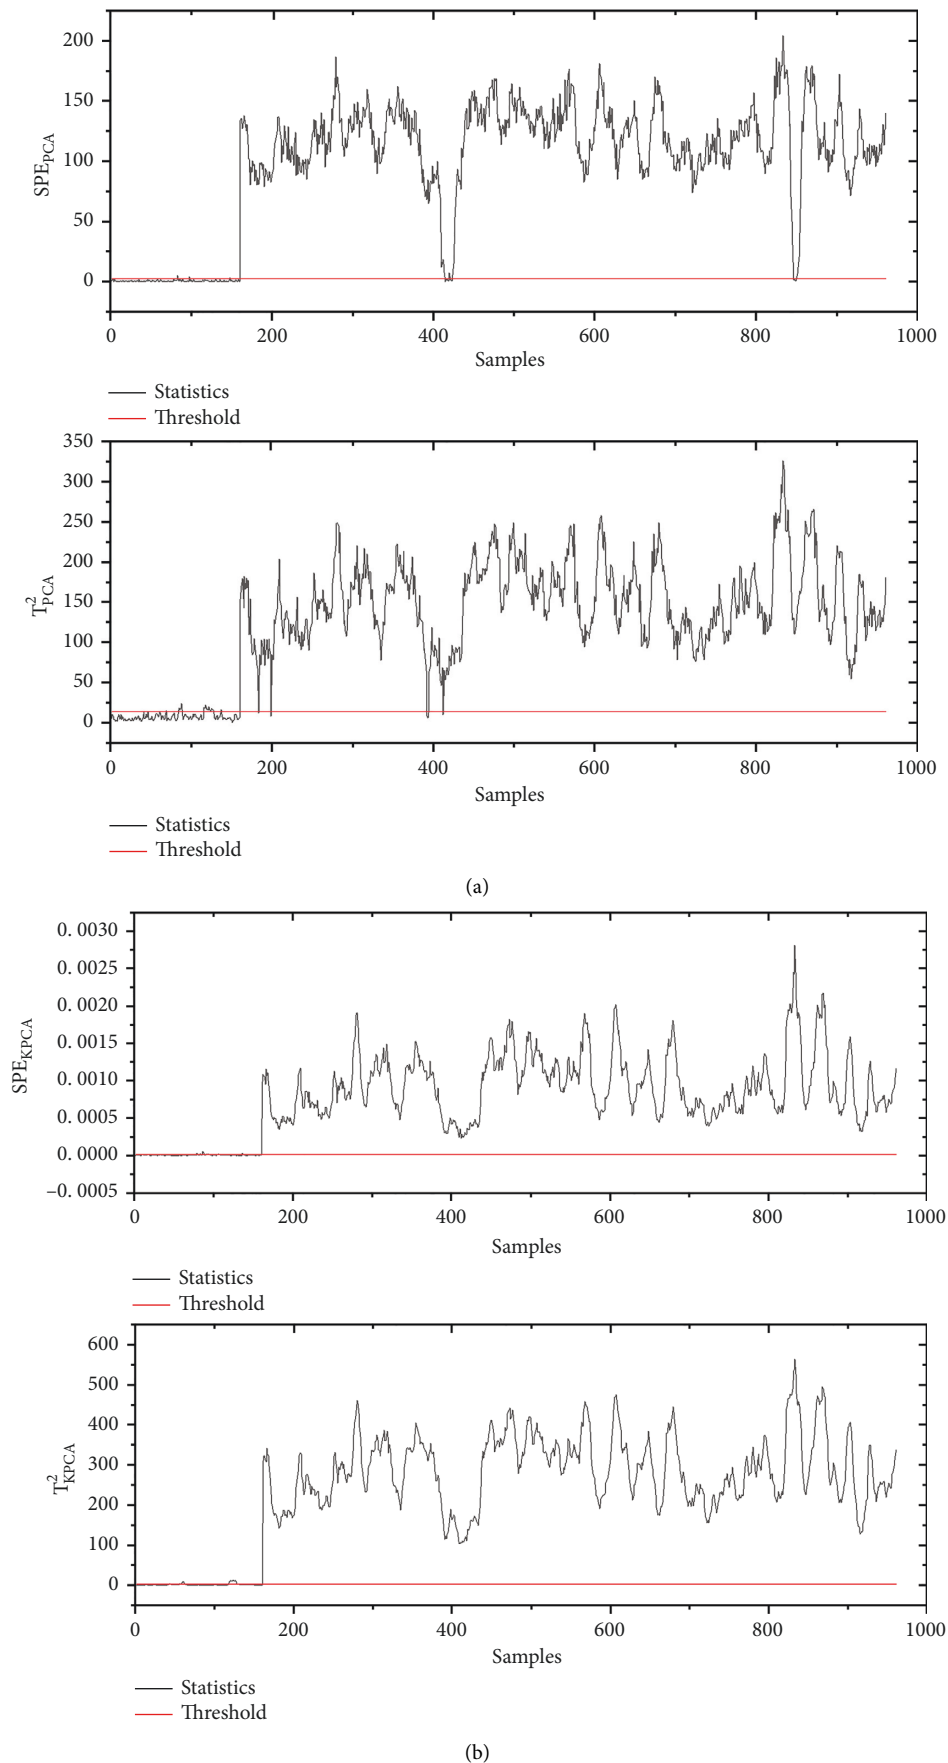 200
150
100
50
0
SPE_PCA
0 200 400 600 800 1000
Samples
Statistics
Threshold
350
300
250
200
150
100
50
0
T²_PCA
0 200 400 600 800 1000
Samples
Statistics
Threshold
(a)
0. 0030
0. 0025
0. 0020
0. 0015
0. 0010
0. 0005
0. 0000
–0. 0005
SPE_KPCA
0 200 400 600 800 1000
Samples
Statistics
Threshold
600
500
400
300
200
100
0
T²_KPCA
0 200 400 600 800 1000
Samples
Statistics
Threshold
(b)